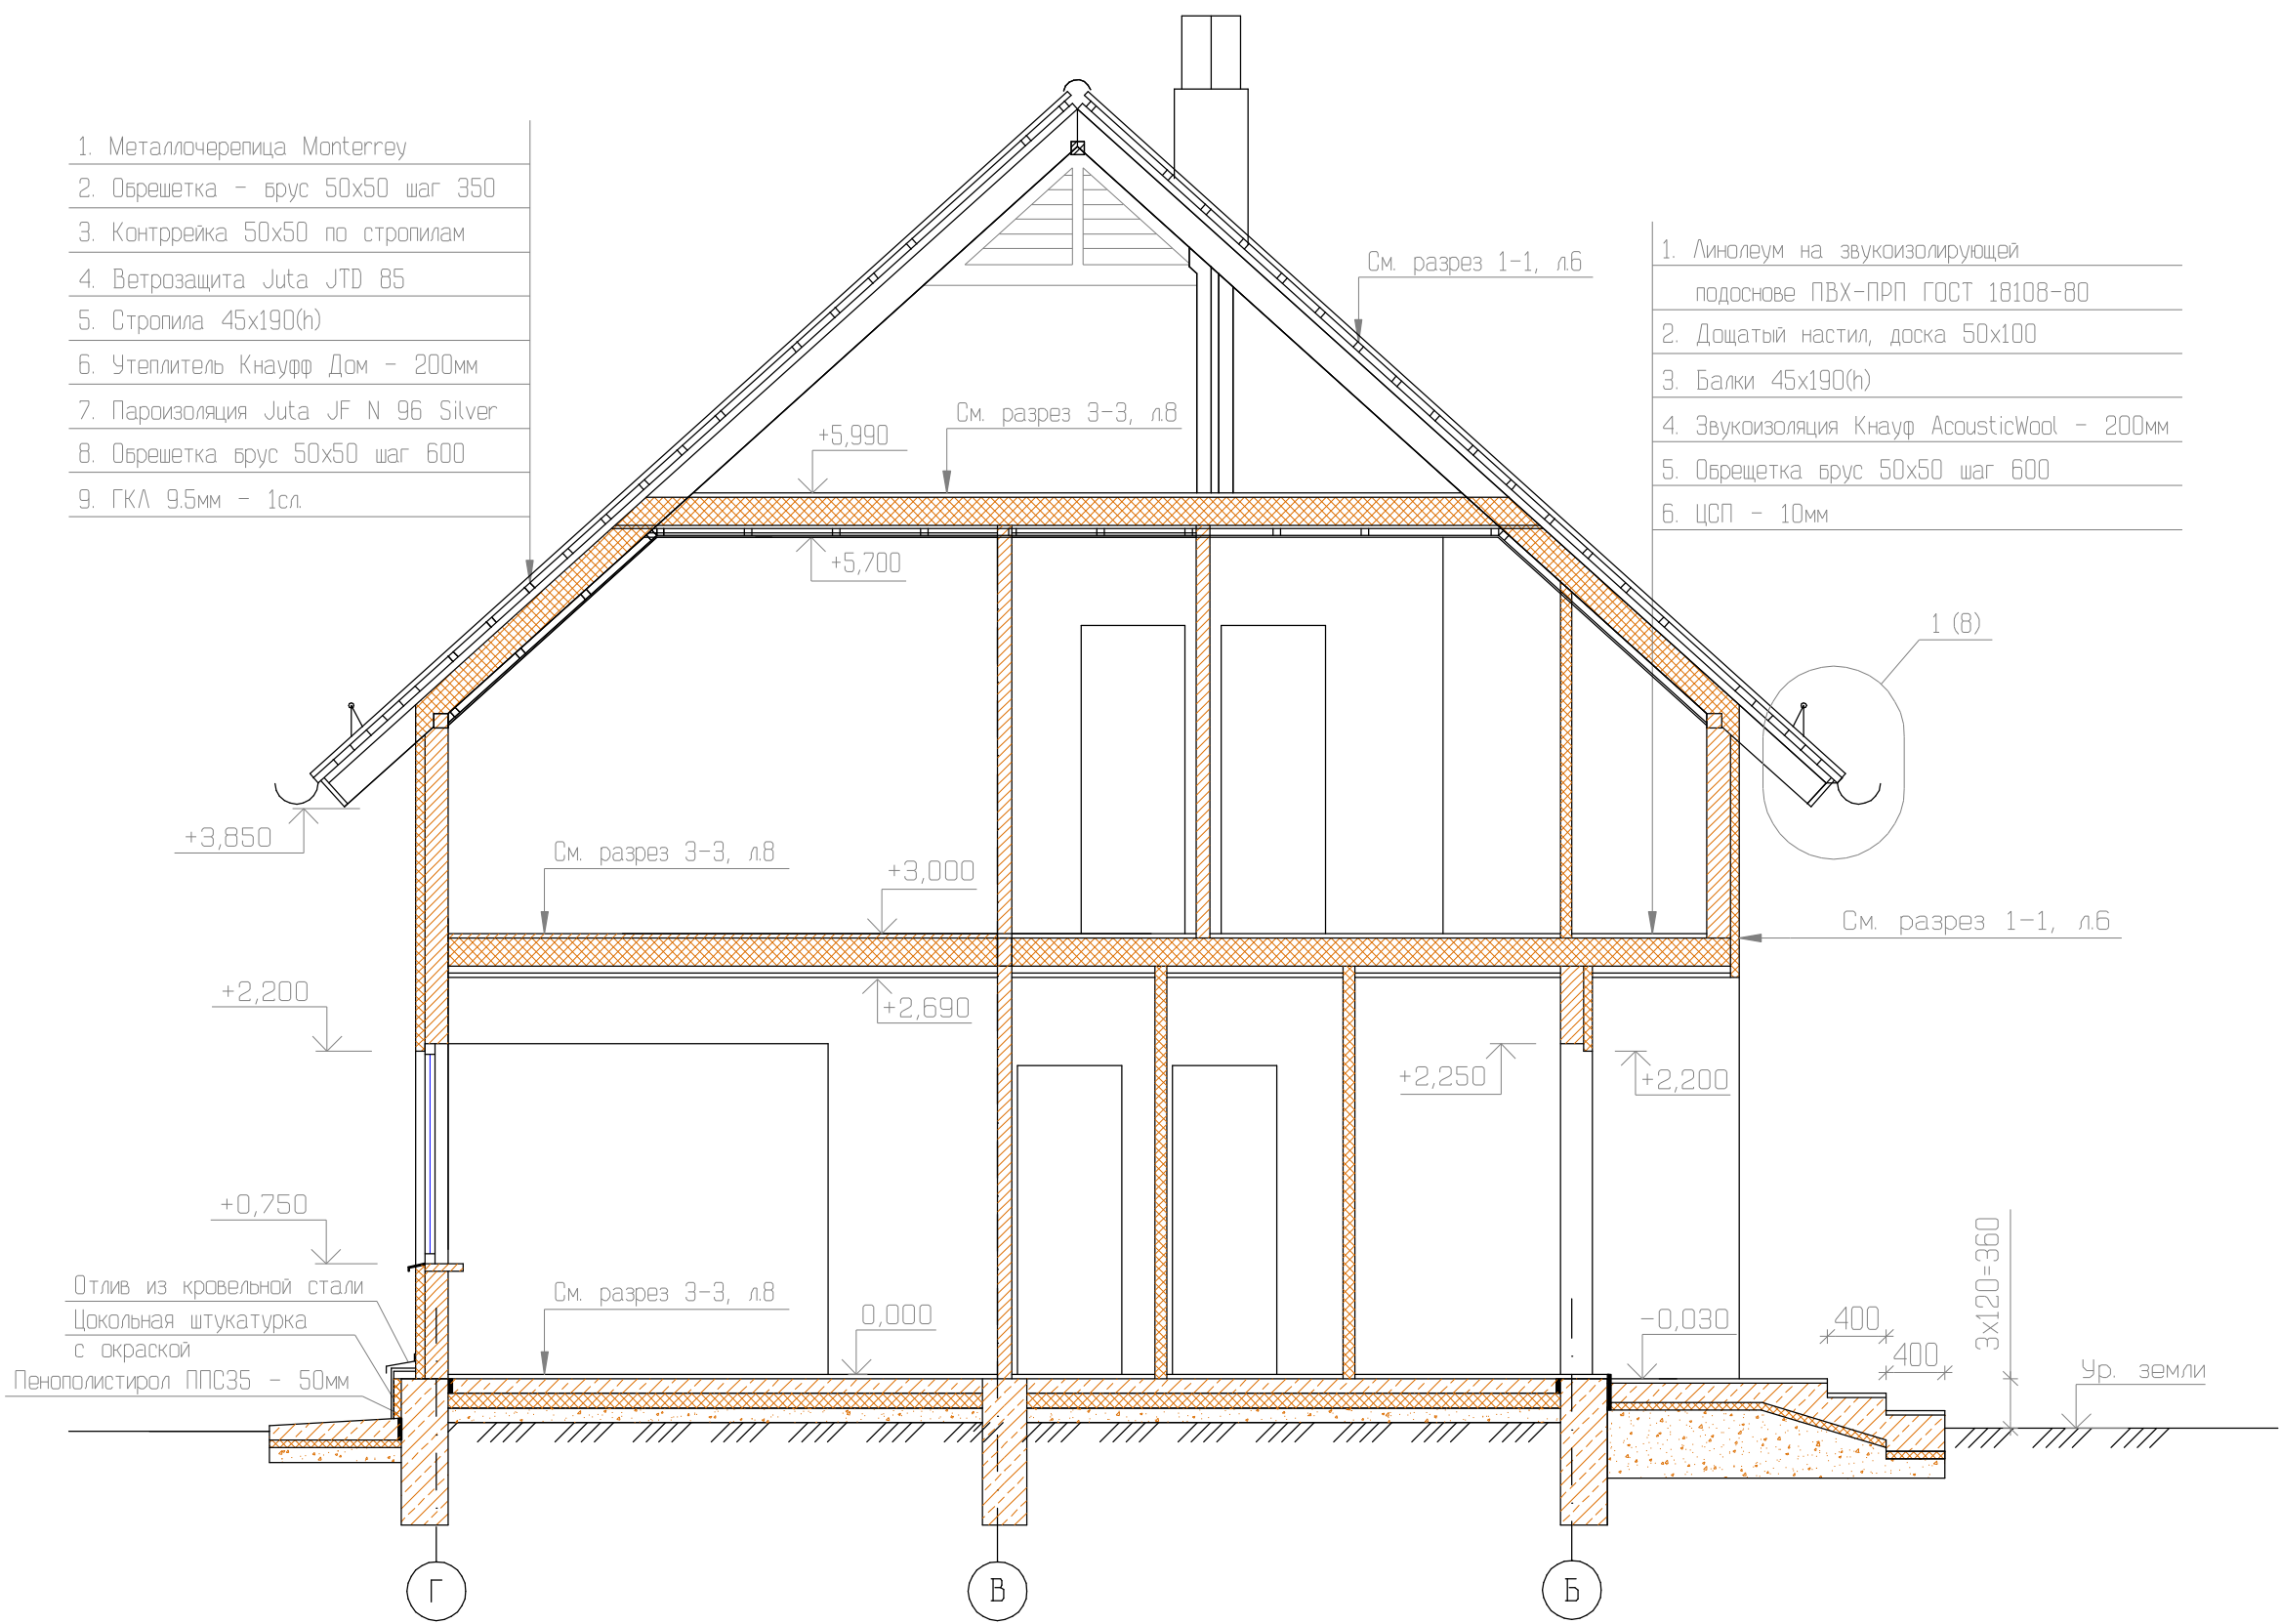 1. Металлочерепица Monterrey
2. Обрешетка - брус 50х50 шаг 350
3. Контррейка 50х50 по стропилам
4. Ветрозащита Juta JTD 85
5. Стропила 45х190(h)
6. Утеплитель Кнауфф Дом - 200мм
7. Пароизоляция Juta JF N 96 Silver
8. Обрешетка брус 50х50 шаг 600
9. ГКЛ 9.5мм - 1сл.
1. Линолеум на звукоизолирующей
подоснове ПВХ-ПРП ГОСТ 18108-80
2. Дощатый настил, доска 50х100
3. Балки 45х190(h)
4. Звукоизоляция Кнауф AcousticWool - 200мм
5. Обрещетка брус 50х50 шаг 600
6. ЦСП - 10мм
См. разрез 1-1, л.6
См. разрез 3-3, л.8
+5,990
+5,700
1 (8)
+3,850
См. разрез 3-3, л.8
+3,000
См. разрез 1-1, л.6
+2,200
+2,690
+2,250
+2,200
+0,750
Отлив из кровельной стали
Цокольная штукатурка
с окраской
Пенополистирол ППС35 - 50мм
См. разрез 3-3, л.8
0,000
-0,030
400
400
3х120=360
Ур. земли
Г
В
Б